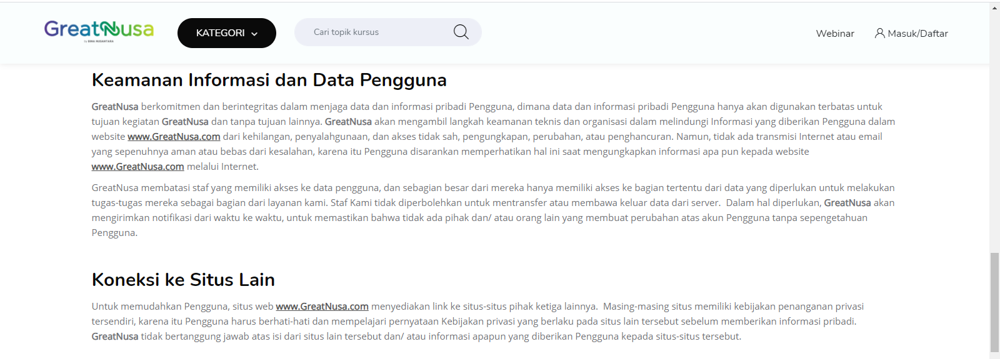 GreatNusa
by BINA NUSANTARA
KATEGORI
Cari topik kursus
Webinar
Masuk/Daftar
Keamanan Informasi dan Data Pengguna
GreatNusa berkomitmen dan berintegritas dalam menjaga data dan informasi pribadi Pengguna, dimana data dan informasi pribadi Pengguna hanya akan digunakan terbatas untuk
tujuan kegiatan GreatNusa dan tanpa tujuan lainnya. GreatNusa akan mengambil langkah keamanan teknis dan organisasi dalam melindungi Informasi yang diberikan Pengguna dalam
website www.GreatNusa.com dari kehilangan, penyalahgunaan, dan akses tidak sah, pengungkapan, perubahan, atau penghancuran. Namun, tidak ada transmisi Internet atau email
yang sepenuhnya aman atau bebas dari kesalahan, karena itu Pengguna disarankan memperhatikan hal ini saat mengungkapkan informasi apa pun kepada website
www.GreatNusa.com melalui Internet.
GreatNusa membatasi staf yang memiliki akses ke data pengguna, dan sebagian besar dari mereka hanya memiliki akses ke bagian tertentu dari data yang diperlukan untuk melakukan
tugas-tugas mereka sebagai bagian dari layanan kami. Staf Kami tidak diperbolehkan untuk mentransfer atau membawa keluar data dari server.  Dalam hal diperlukan, GreatNusa akan
mengirimkan notifikasi dari waktu ke waktu, untuk memastikan bahwa tidak ada pihak dan/ atau orang lain yang membuat perubahan atas akun Pengguna tanpa sepengetahuan
Pengguna.
Koneksi ke Situs Lain
Untuk memudahkan Pengguna, situs web www.GreatNusa.com menyediakan link ke situs-situs pihak ketiga lainnya.  Masing-masing situs memiliki kebijakan penanganan privasi
tersendiri, karena itu Pengguna harus berhati-hati dan mempelajari pernyataan Kebijakan privasi yang berlaku pada situs lain tersebut sebelum memberikan informasi pribadi.
GreatNusa tidak bertanggung jawab atas isi dari situs lain tersebut dan/ atau informasi apapun yang diberikan Pengguna kepada situs-situs tersebut.